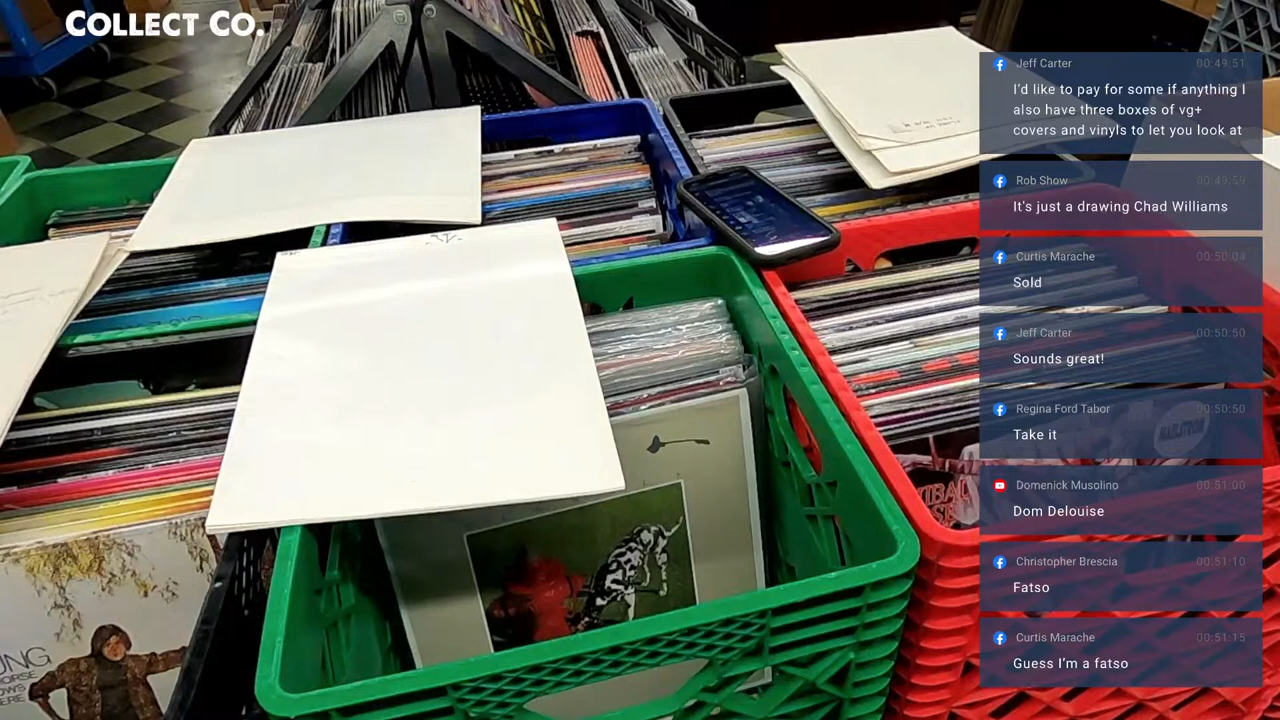 COLLECT CO.
Jeff Carter 00:49:51
I'd like to pay for some if anything I
also have three boxes of vg+
covers and vinyls to let you look at
Rob Show 00:49:59
It's just a drawing Chad Williams
Curtis Marache 00:50:04
Sold
Jeff Carter 00:50:50
Sounds great!
Regina Ford Tabor 00:50:50
Take it
Domenick Musolino 00:51:00
Dom Delouise
Christopher Brescia 00:51:10
Fatso
Curtis Marache 00:51:15
Guess I'm a fatso